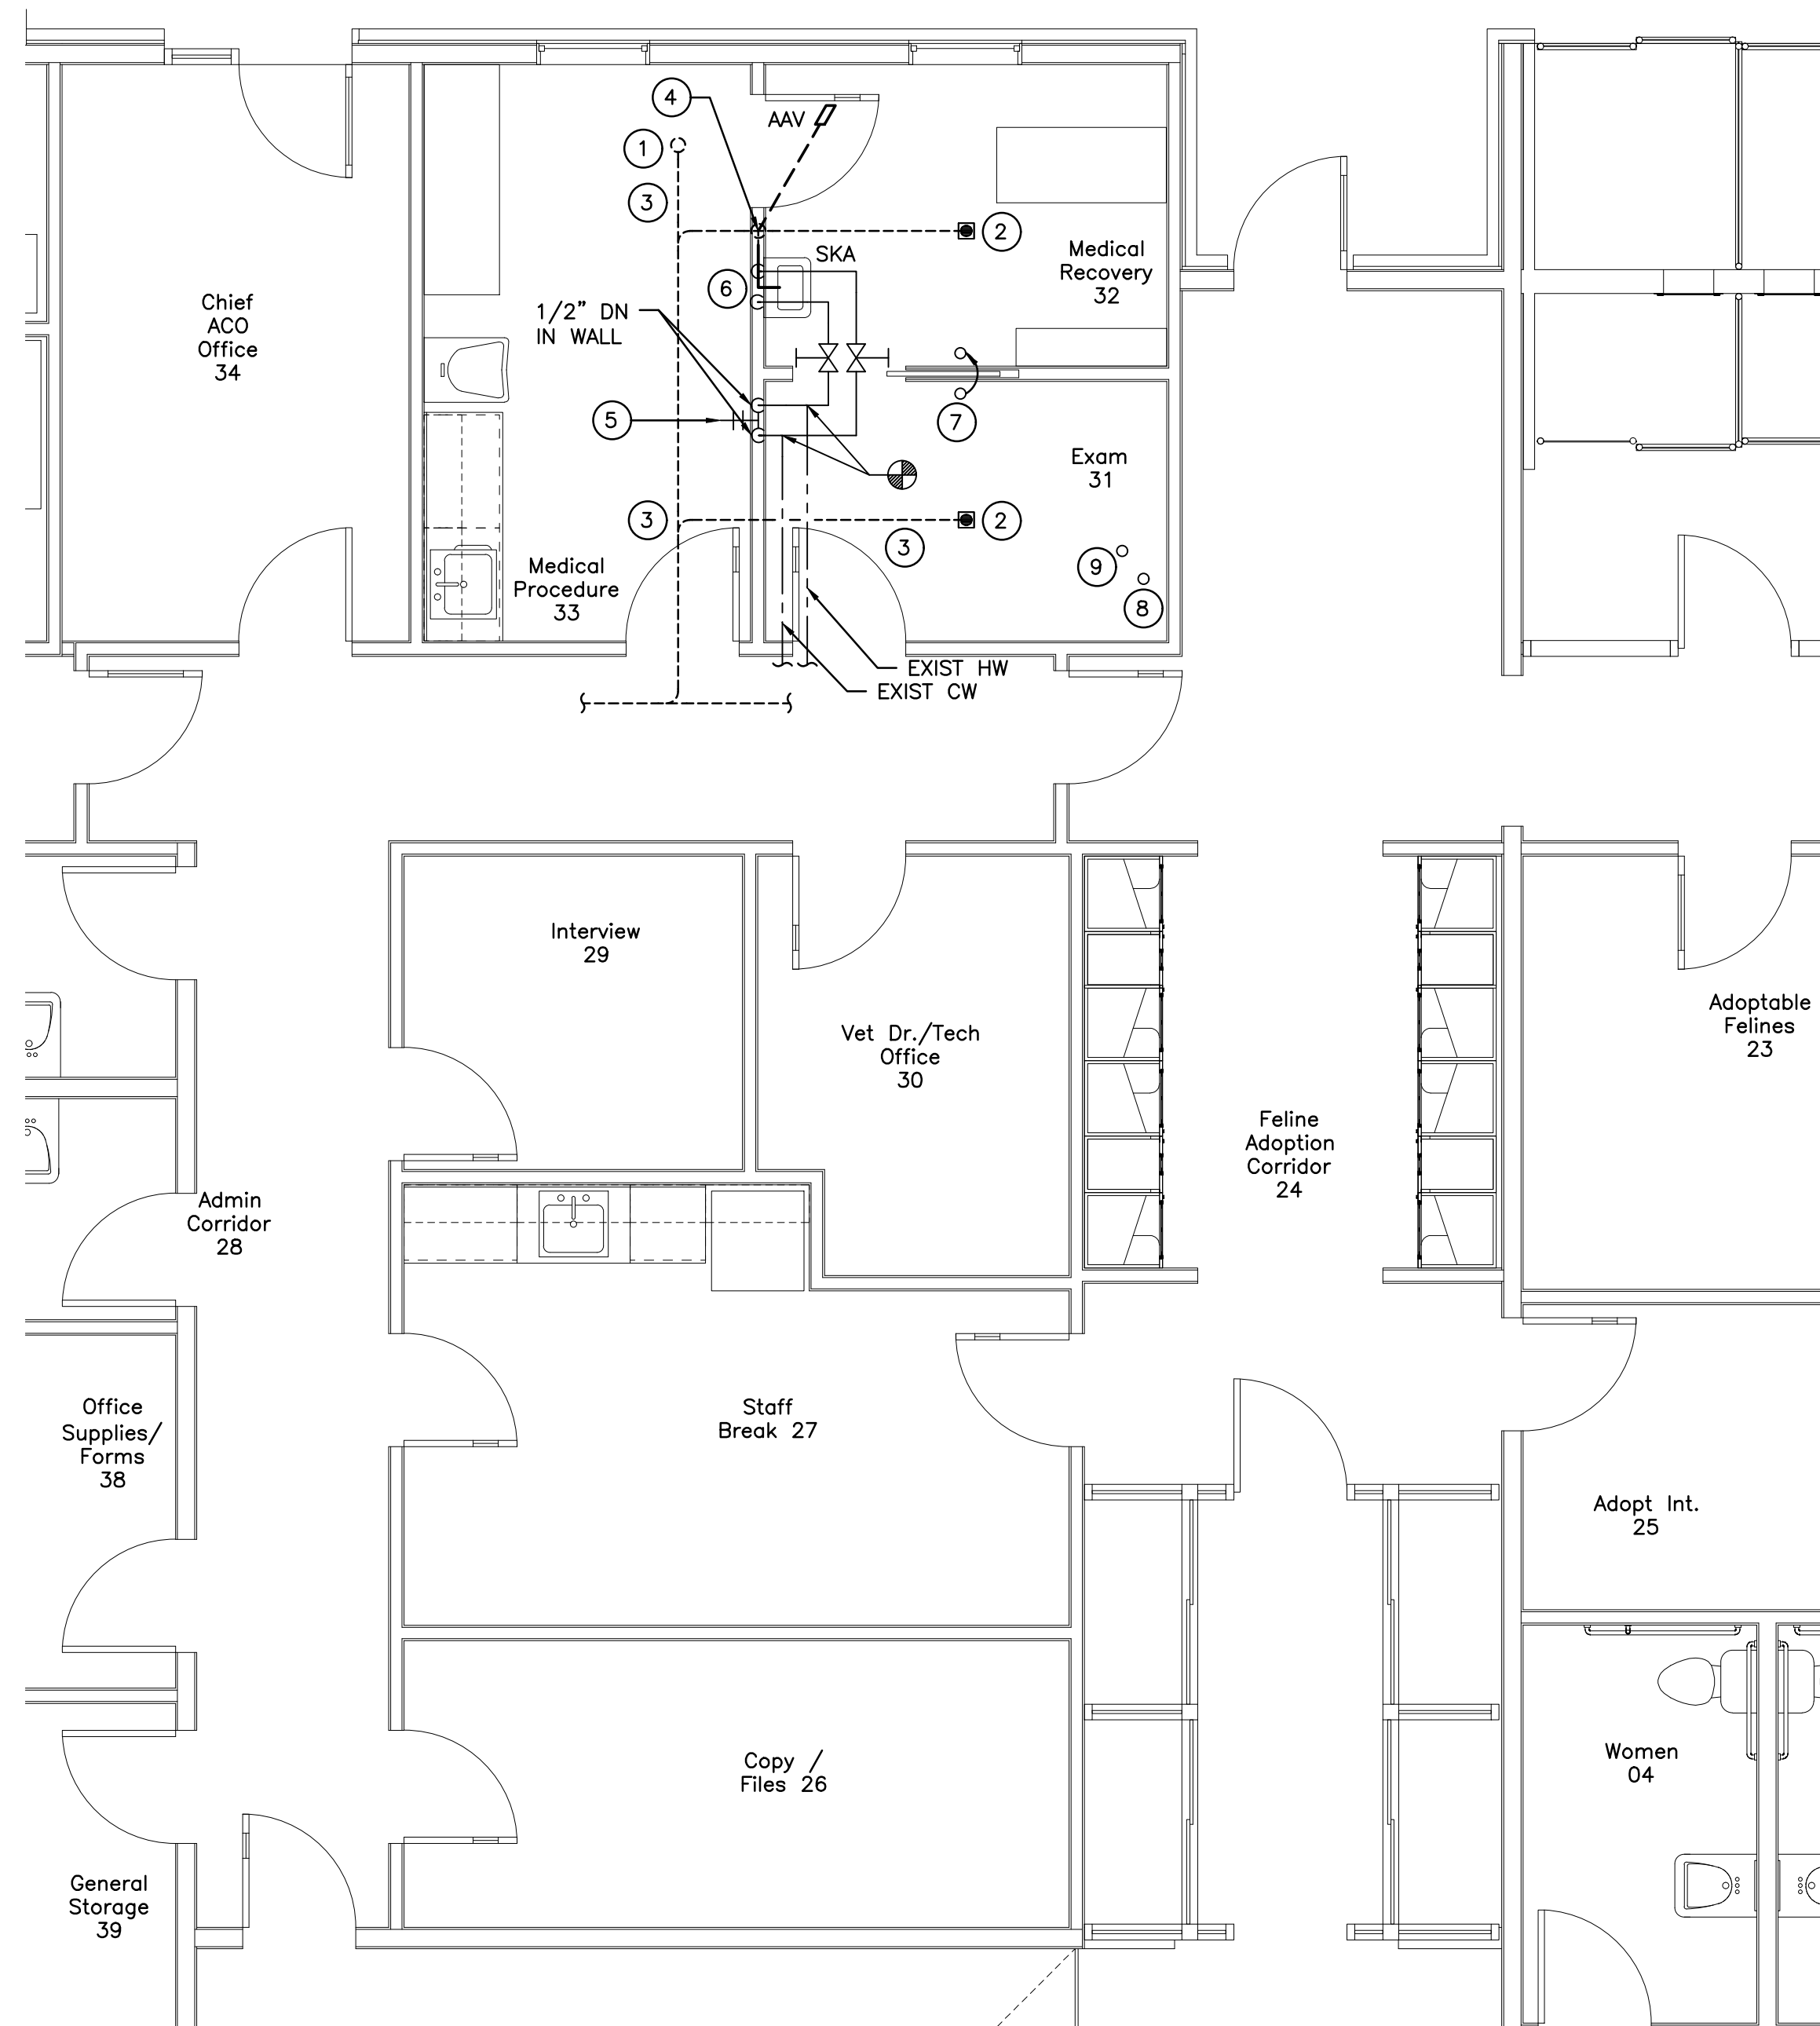 4
AAV
1
3
2
SKA
Medical
Recovery
32
6
1/2" DN
IN WALL
Chief
ACO
Office
34
7
5
Exam
31
3
2
3
9
8
Medical
Procedure
33
EXIST HW
EXIST CW
Interview
29
Vet Dr./Tech
Office
30
Adoptable
Felines
23
Feline
Adoption
Corridor
24
Admin
Corridor
28
Office
Supplies/
Forms
38
Staff
Break 27
Adopt Int.
25
Copy /
Files 26
Women
04
General
Storage
39